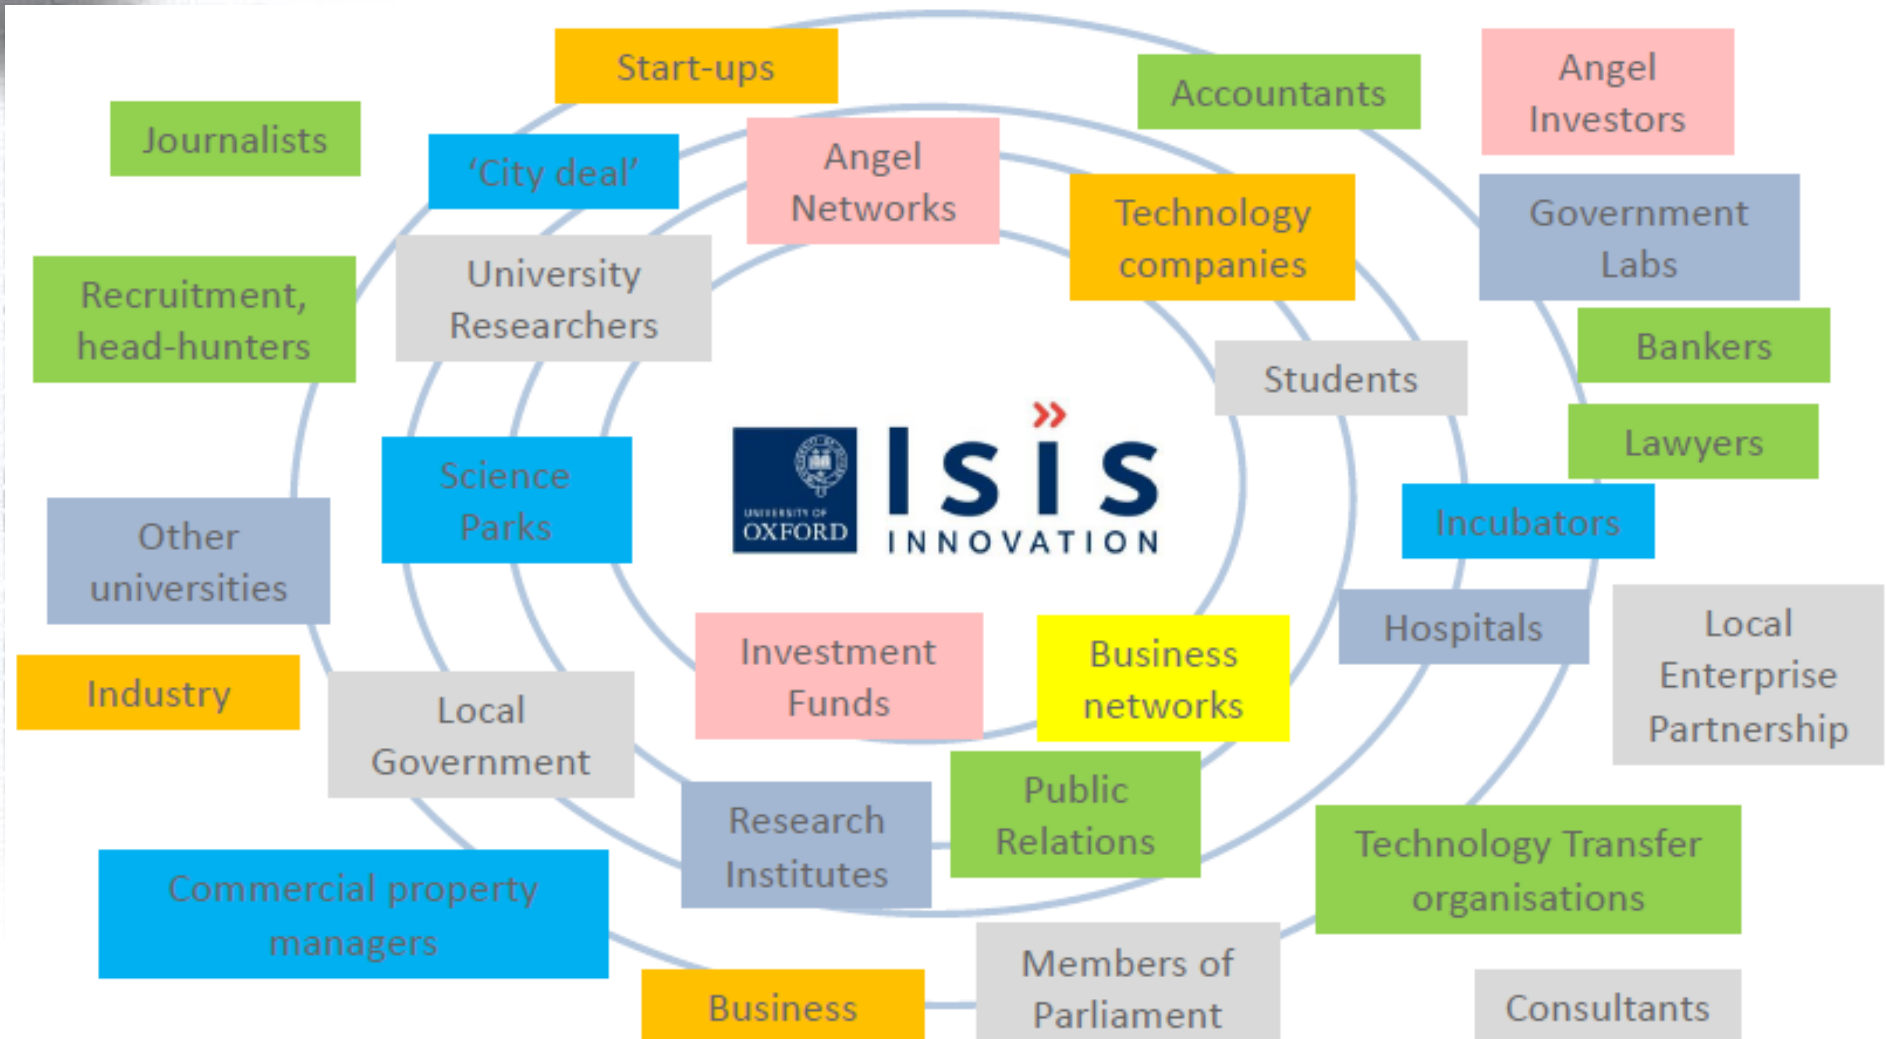 Start-ups
Accountants
Angel
Investors
Journalists
'City deal'
Angel
Networks
Technology
companies
Government
Labs
Recruitment,
head-hunters
University
Researchers
Students
Bankers
Lawyers
Science
Parks
UNIVERSITY OF
OXFORD
Isis
INNOVATION
Incubators
Other
universities
Hospitals
Local
Enterprise
Partnership
Investment
Funds
Business
networks
Industry
Local
Government
Research
Institutes
Public
Relations
Technology Transfer
organisations
Commercial property
managers
Members of
Parliament
Business
Consultants